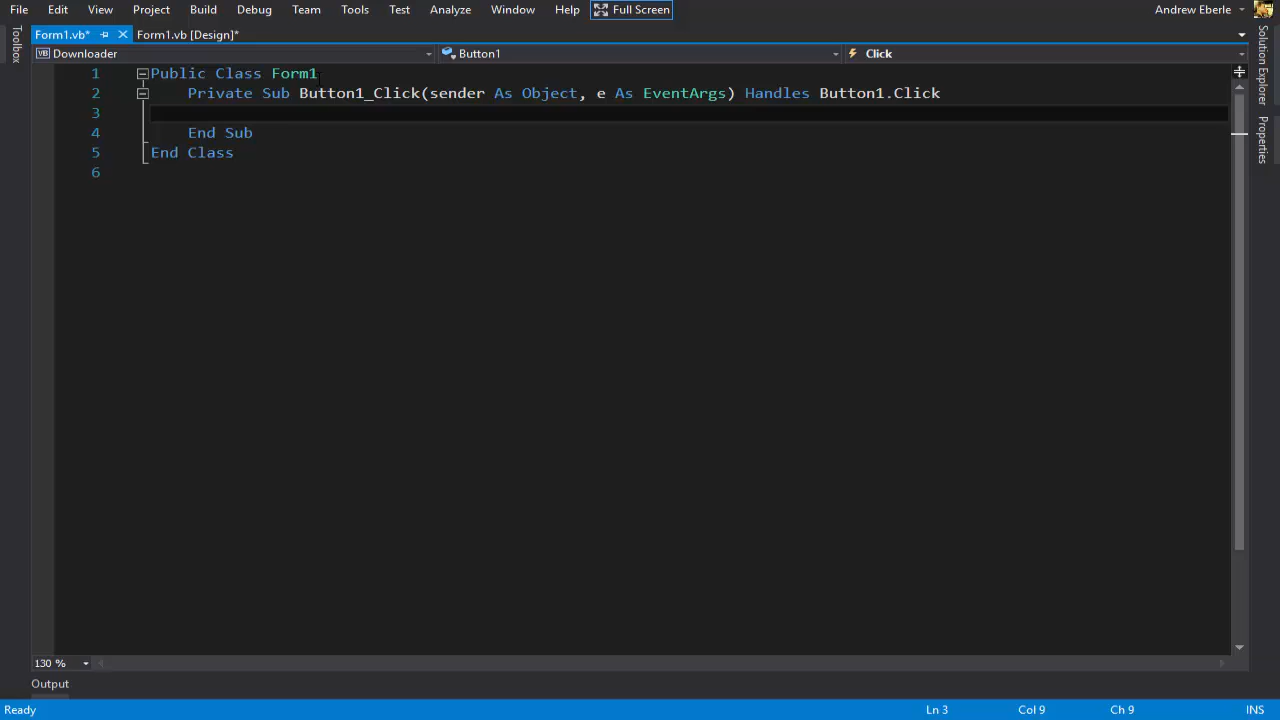 File Edit View Project Build Debug Team Tools Test Analyze Window Help Full Screen Andrew Eberle
Form1.vb* Form1.vb [Design]*
VB Downloader Button1 Click
1 Public Class Form1
2 Private Sub Button1_Click(sender As Object, e As EventArgs) Handles Button1.Click
3
4 End Sub
5 End Class
6
Toolbox
Solution Explorer
Properties
130 %
Output
Ready Ln 3 Col 9 Ch 9 INS